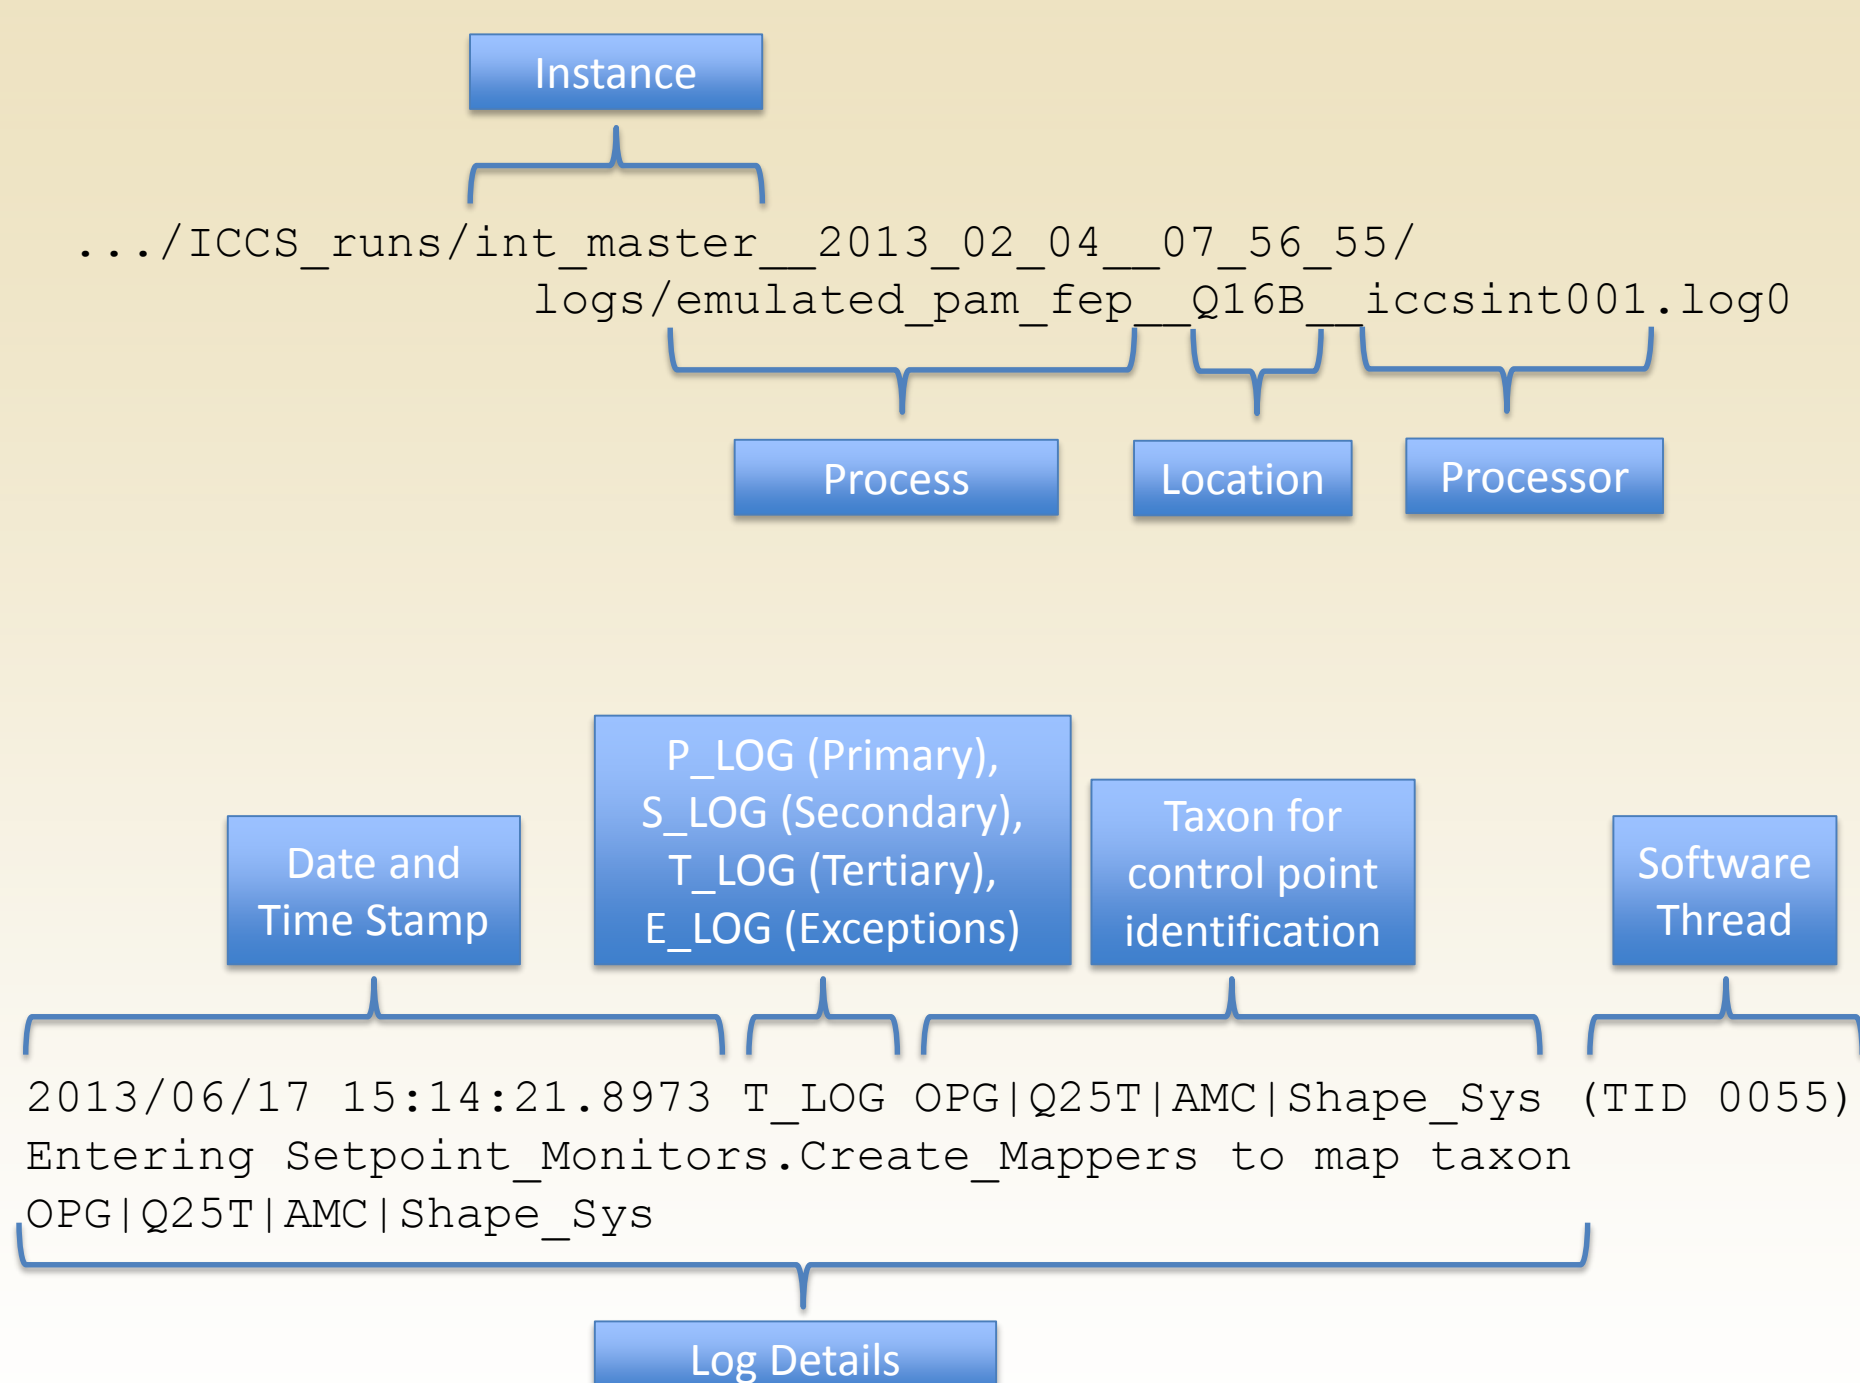 Instance
.../ICCS_runs/int_master__2013_02_04__07_56_55/
logs/emulated_pam_fep__Q16B__iccsint001.log0
Process
Location
Processor
P_LOG (Primary),
S_LOG (Secondary),
T_LOG (Tertiary),
E_LOG (Exceptions)
Date and
Time Stamp
Taxon for
control point
identification
Software
Thread
2013/06/17 15:14:21.8973 T_LOG OPG|Q25T|AMC|Shape_Sys (TID 0055)
Entering Setpoint_Monitors.Create_Mappers to map taxon
OPG|Q25T|AMC|Shape_Sys
Log Details